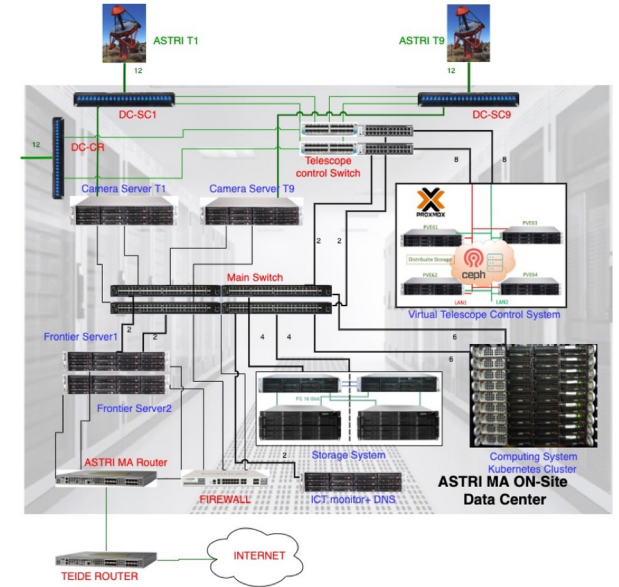 ASTRI T1
ASTRI T9
12
12
DC-SC1
DC-SC9
12
DC-CR
Telescope
control Switch
8
8
Camera Server T1
Camera Server T9
PROXMOX
PVE01
PVE03
Distribuite Storage
ceph
PVE62
PVE04
LAN1
LAN2
Virtual Telescope Control System
2
2
Main Switch
Frontier Server1
2
2
4
4
6
6
Frontier Server2
FS 16 Gbit
Storage System
Computing System
Kubernetes Cluster
2
ASTRI MA Router
FIREWALL
ICT monitor+ DNS
ASTRI MA ON-Site
Data Center
INTERNET
TEIDE ROUTER